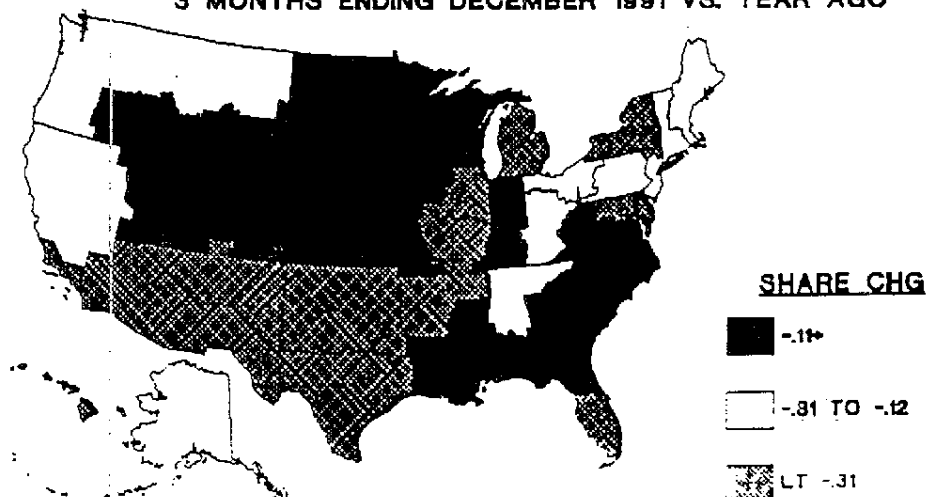 3 MONTHS ENDING DECEMBER 1991 VS. YEAR AGO
SHARE CHG
-.11+
-.31 TO -.12
LT -.31